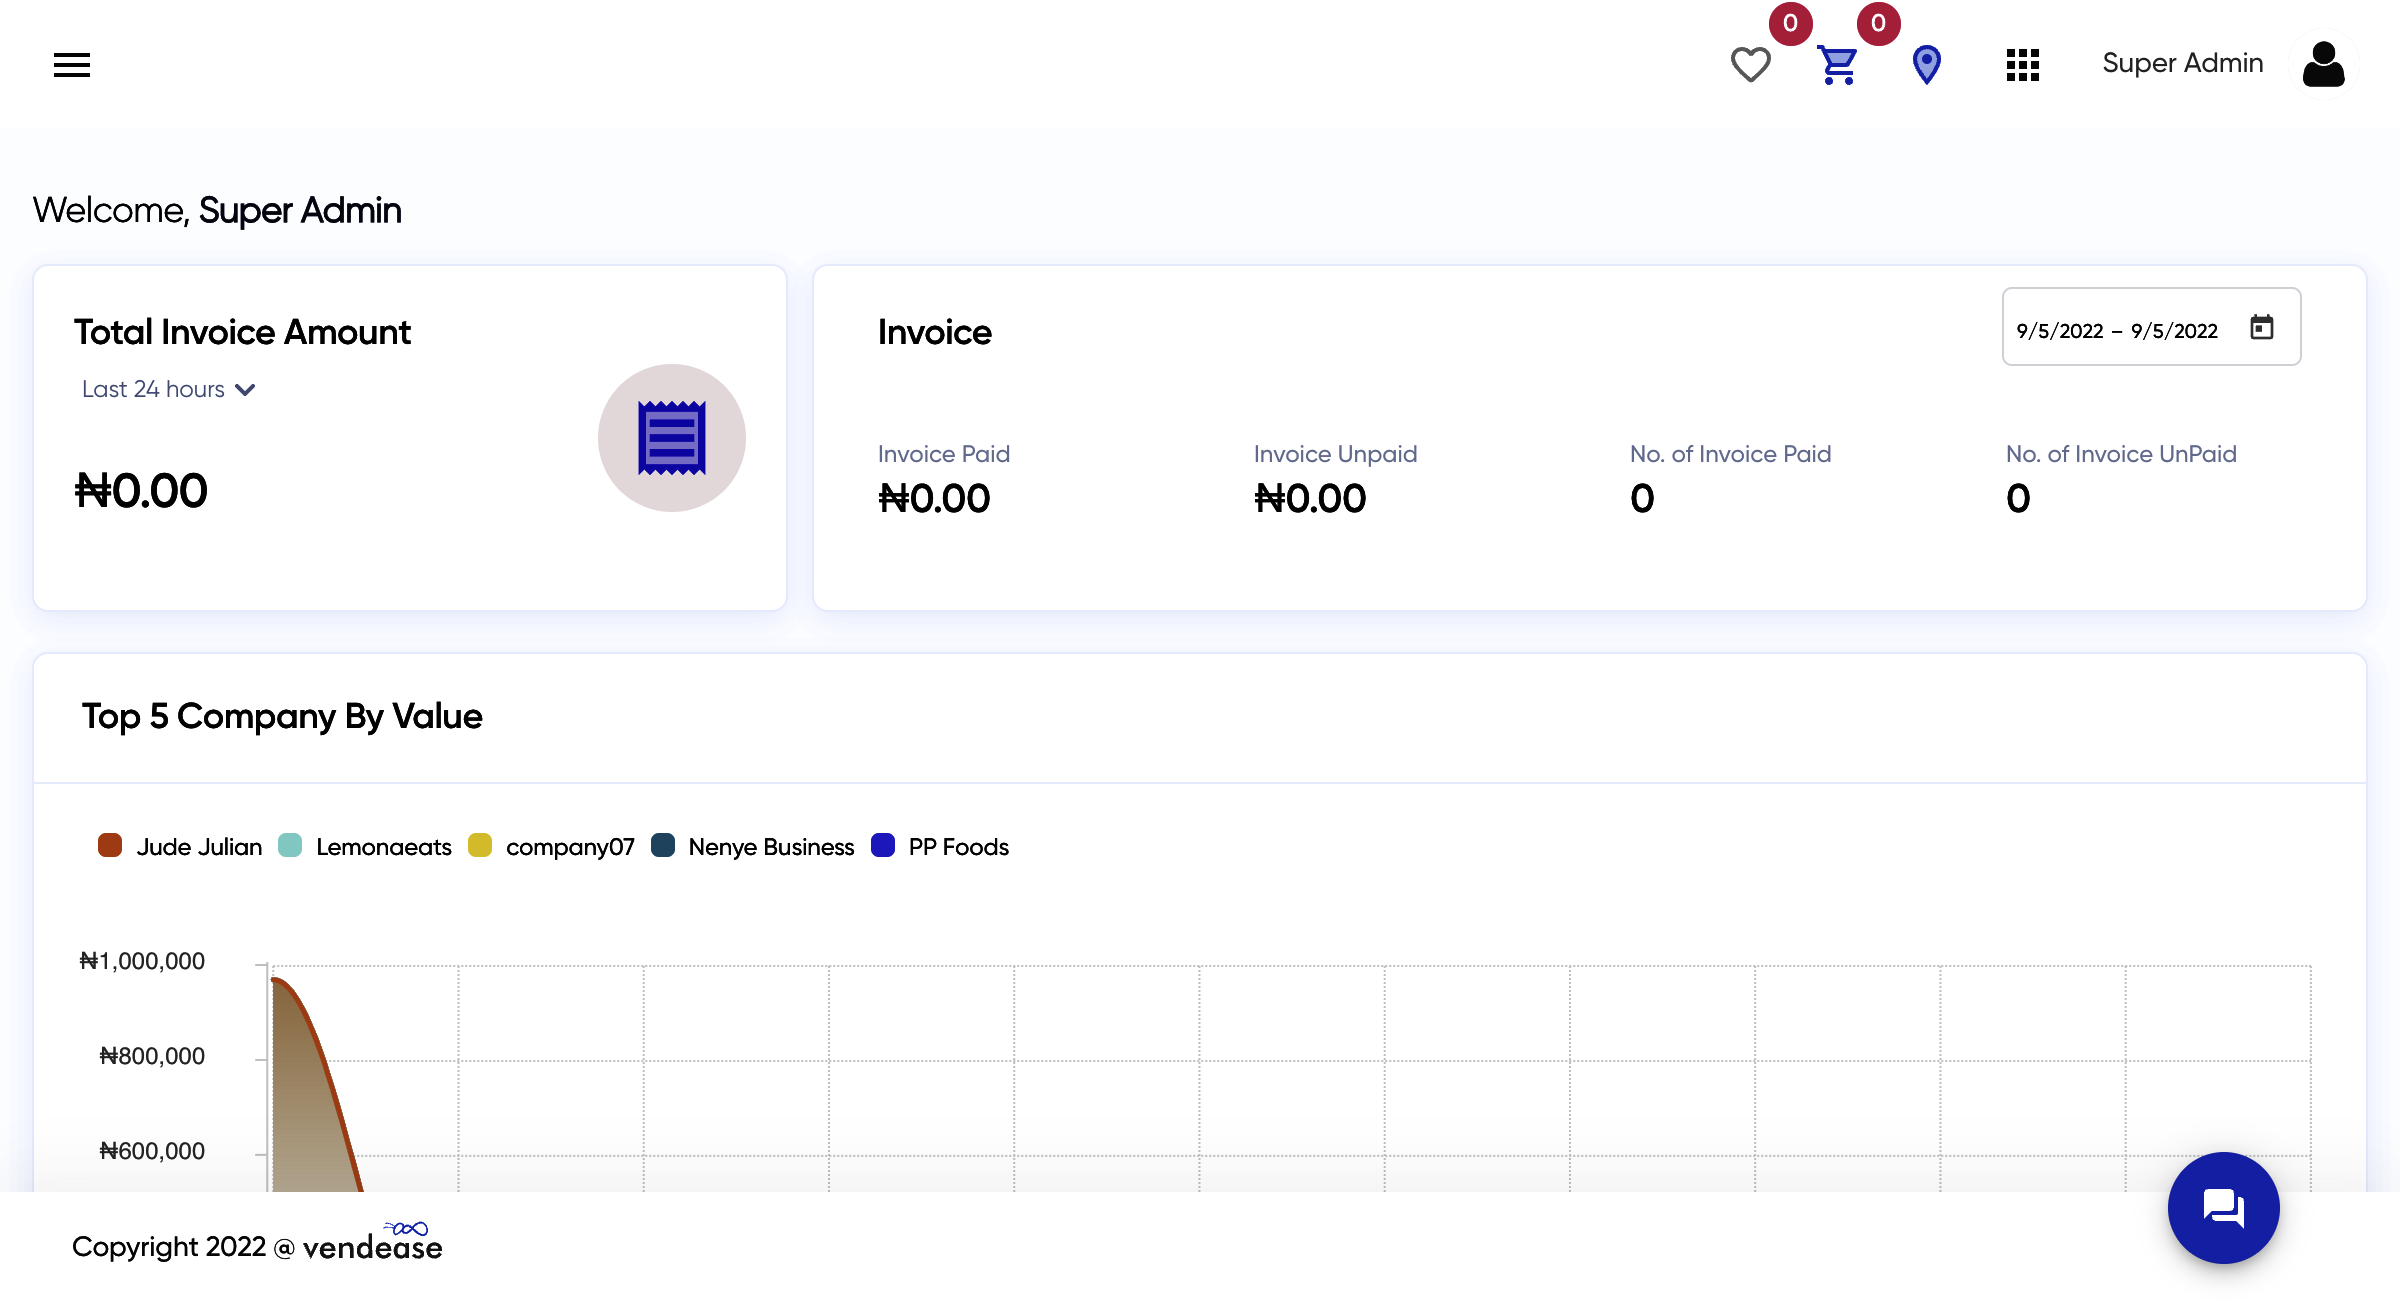 0 0
Super Admin
Welcome, Super Admin
Total Invoice Amount
Last 24 hours
₦0.00
Invoice
9/5/2022 – 9/5/2022
Invoice Paid
₦0.00
Invoice Unpaid
₦0.00
No. of Invoice Paid
0
No. of Invoice UnPaid
0
Top 5 Company By Value
Jude Julian Lemonaeats company07 Nenye Business PP Foods
₦1,000,000
₦800,000
₦600,000
Copyright 2022 @ vendease